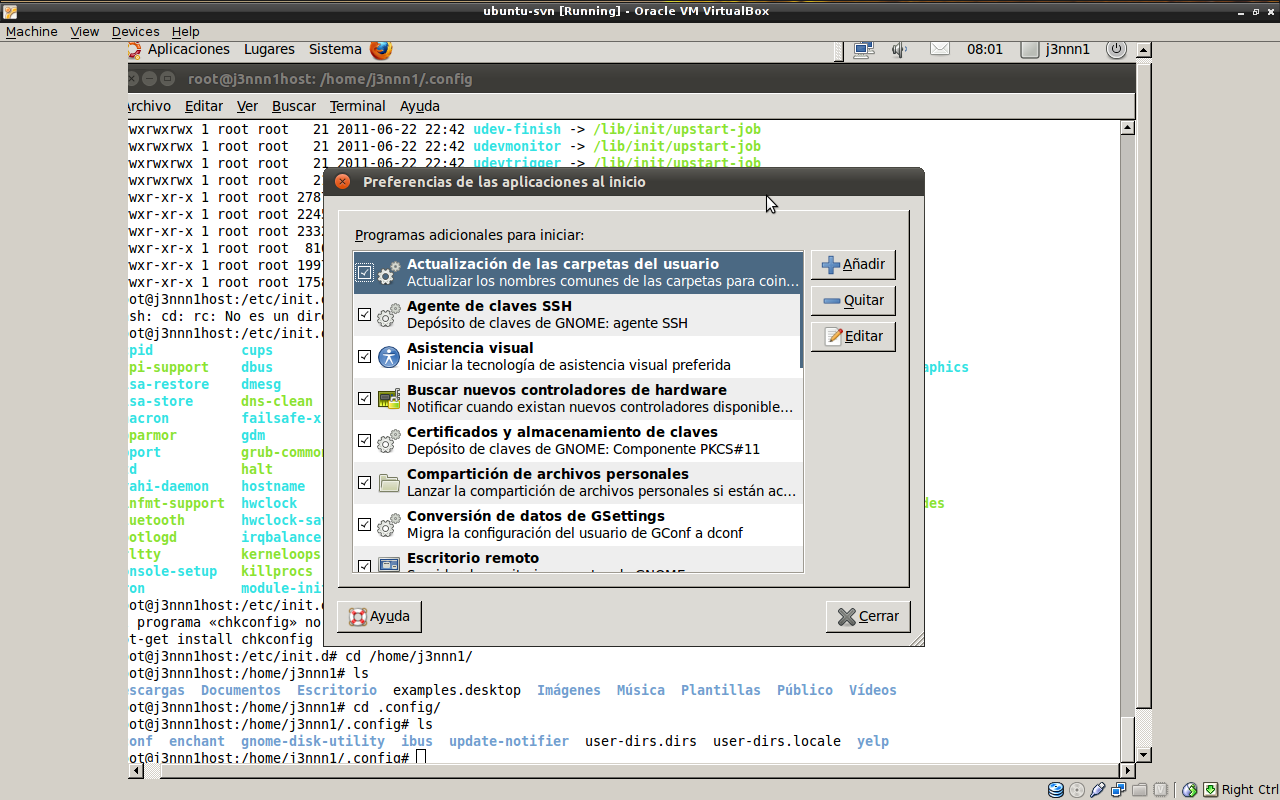 ubuntu-svn [Running] - Oracle VM VirtualBox
Machine View Devices Help
Aplicaciones Lugares Sistema 08:01 j3nnn1
root@j3nnn1host: /home/j3nnn1/.config
Archivo Editar Ver Buscar Terminal Ayuda
wxrwxrwx 1 root root 21 2011-06-22 22:42 udev-finish -> /lib/init/upstart-job
wxrwxrwx 1 root root 21 2011-06-22 22:42 udevmonitor -> /lib/init/upstart-job
wxrwxrwx 1 root root 21 2011-06-22 22:42 udevtrigger -> /lib/init/upstart-job
wxrwxrwx 1 root root 2
wxr-xr-x 1 root root 278
wxr-xr-x 1 root root 224
wxr-xr-x 1 root root 233
wxr-xr-x 1 root root 81
wxr-xr-x 1 root root 199
wxr-xr-x 1 root root 175
ot@j3nnn1host:/etc/init.
sh: cd: rc: No es un dir
ot@j3nnn1host:/etc/init.
pid cups
pi-support dbus aphics
sa-restore dmesg
sa-store dns-clean
acron failsafe-x
parmor gdm
port grub-commo
d halt
ahi-daemon hostname
nfmt-support hwclock des
uetooth hwclock-sa
otlogd irqbalance
ltty kerneloops
nsole-setup killprocs
on module-ini
ot@j3nnn1host:/etc/init.
programa «chkconfig» no
t-get install chkconfig
ot@j3nnn1host:/etc/init.d# cd /home/j3nnn1/
ot@j3nnn1host:/home/j3nnn1# ls
scargas Documentos Escritorio examples.desktop Imágenes Música Plantillas Público Vídeos
ot@j3nnn1host:/home/j3nnn1# cd .config/
ot@j3nnn1host:/home/j3nnn1/.config# ls
onf enchant gnome-disk-utility ibus update-notifier user-dirs.dirs user-dirs.locale yelp
ot@j3nnn1host:/home/j3nnn1/.config#
Preferencias de las aplicaciones al inicio
Programas adicionales para iniciar:
Actualización de las carpetas del usuario
Actualizar los nombres comunes de las carpetas para coin...
Agente de claves SSH
Depósito de claves de GNOME: agente SSH
Asistencia visual
Iniciar la tecnología de asistencia visual preferida
Buscar nuevos controladores de hardware
Notificar cuando existan nuevos controladores disponible...
Certificados y almacenamiento de claves
Depósito de claves de GNOME: Componente PKCS#11
Compartición de archivos personales
Lanzar la compartición de archivos personales si están ac...
Conversión de datos de GSettings
Migra la configuración del usuario de GConf a dconf
Escritorio remoto
Añadir
Quitar
Editar
Ayuda
Cerrar
Right Ctrl